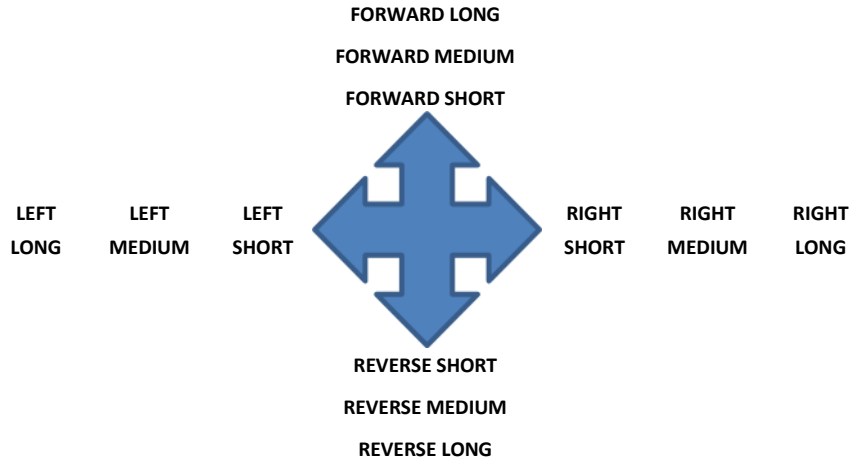 FORWARD LONG
FORWARD MEDIUM
FORWARD SHORT
LEFT LEFT LEFT RIGHT RIGHT RIGHT
LONG MEDIUM SHORT SHORT MEDIUM LONG
REVERSE SHORT
REVERSE MEDIUM
REVERSE LONG